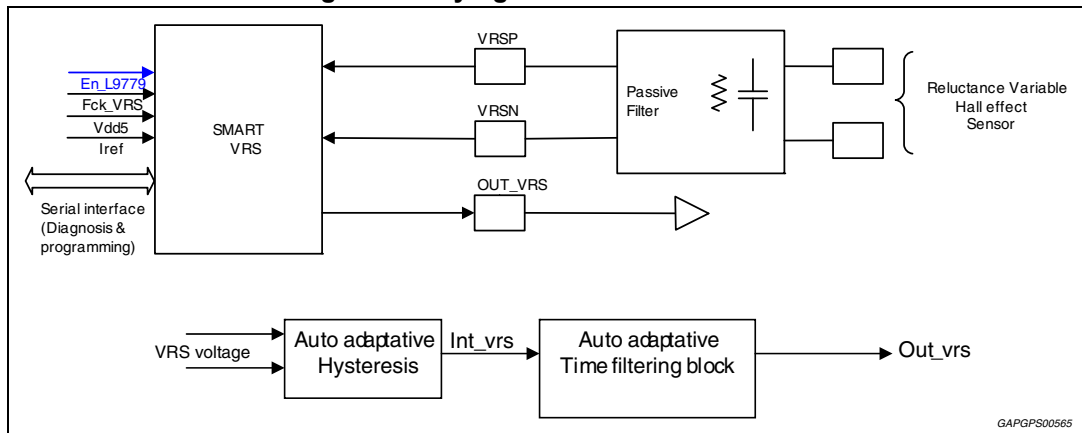 VRSP
En_L9779
Fck_VRS
Vdd5
Iref
SMART
VRS
VRSN
Passive
Filter
Reluctance Variable
Hall effect
Sensor
OUT_VRS
Serial interface
(Diagnosis &
programming)
VRS voltage
Auto adaptative
Hysteresis
Int_vrs
Auto adaptative
Time filtering block
Out_vrs
GAPGPS00565